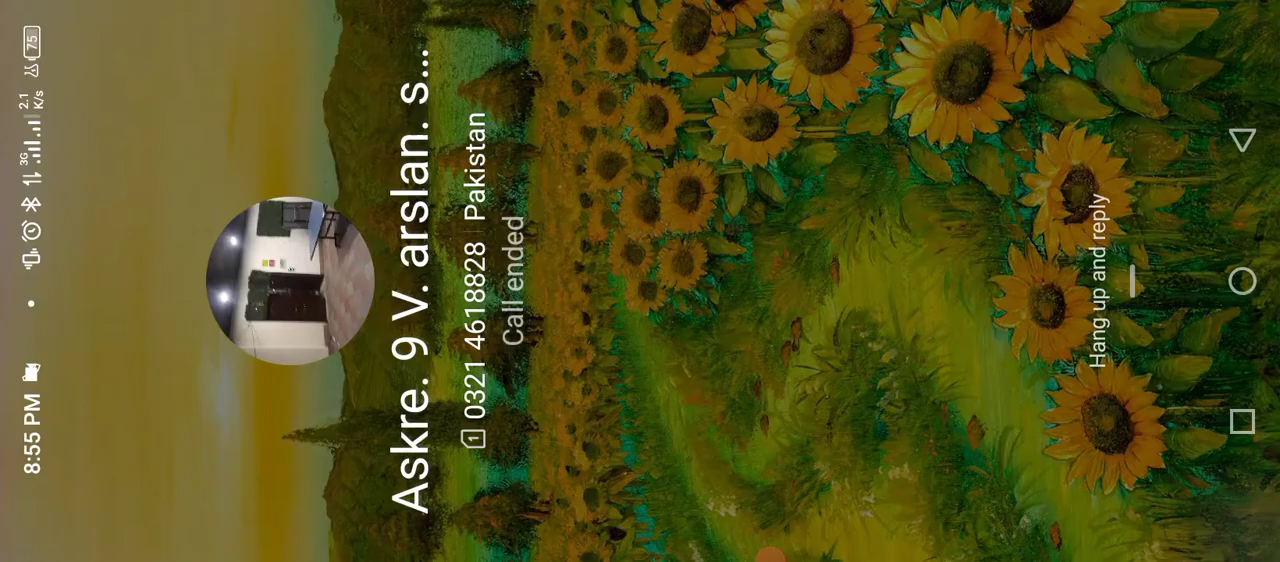 8:55 PM
3G 2.1 K/s 75
Askre. 9 V. arslan. s...
1 0321 4618828 Pakistan
Call ended
Hang up and reply